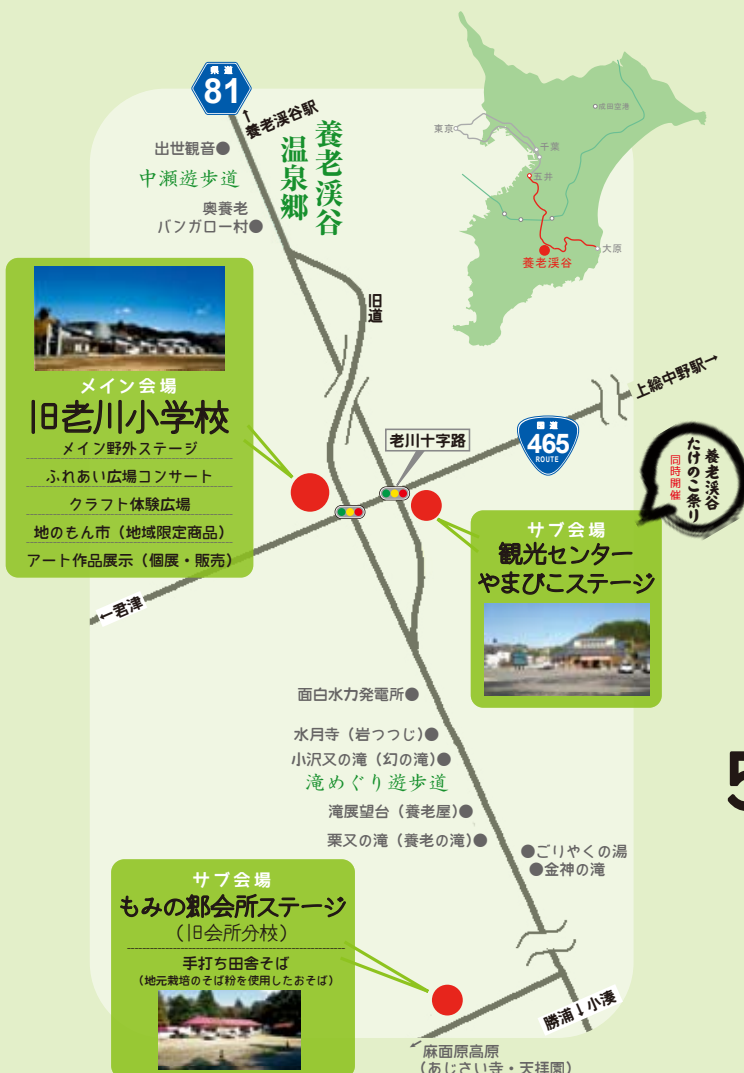 県道
81
↑養老渓谷駅
養老渓谷
温泉郷
出世観音●
中瀬遊歩道
奥養老
バンガロー村●
成田空港
東京
千葉
五井
大原
養老渓谷
旧道
メイン会場
旧老川小学校
メイン野外ステージ
ふれあい広場コンサート
クラフト体験広場
地のもん市（地域限定商品）
アート作品展示（個展・販売）
上総中野駅→
国道
465
ROUTE
老川十字路
養老渓谷
たけのこ祭り
同時開催
サブ会場
観光センター
やまびこステージ
←君津
面白水力発電所●
水月寺（岩つつじ）●
小沢又の滝（幻の滝）●
滝めぐり遊歩道
滝展望台（養老屋）●
栗又の滝（養老の滝）●
●ごりやくの湯
●金神の滝
5
サブ会場
もみの郷会所ステージ
（旧会所分校）
手打ち田舎そば
（地元栽培のそば粉を使用したおそば）
勝浦↓小湊
麻面原高原
（あじさい寺・天拝園）